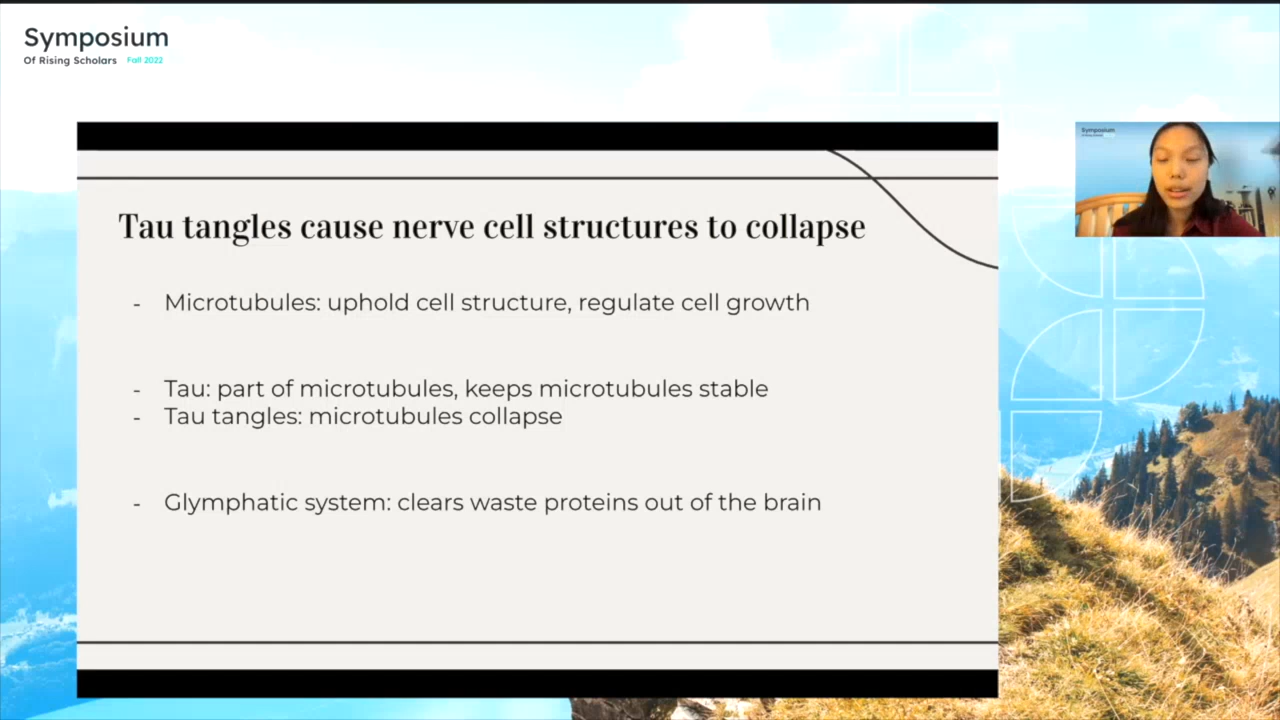 Symposium
Of Rising Scholars Fall 2022
Symposium
Tau tangles cause nerve cell structures to collapse
- Microtubules: uphold cell structure, regulate cell growth
- Tau: part of microtubules, keeps microtubules stable
- Tau tangles: microtubules collapse
- Glymphatic system: clears waste proteins out of the brain